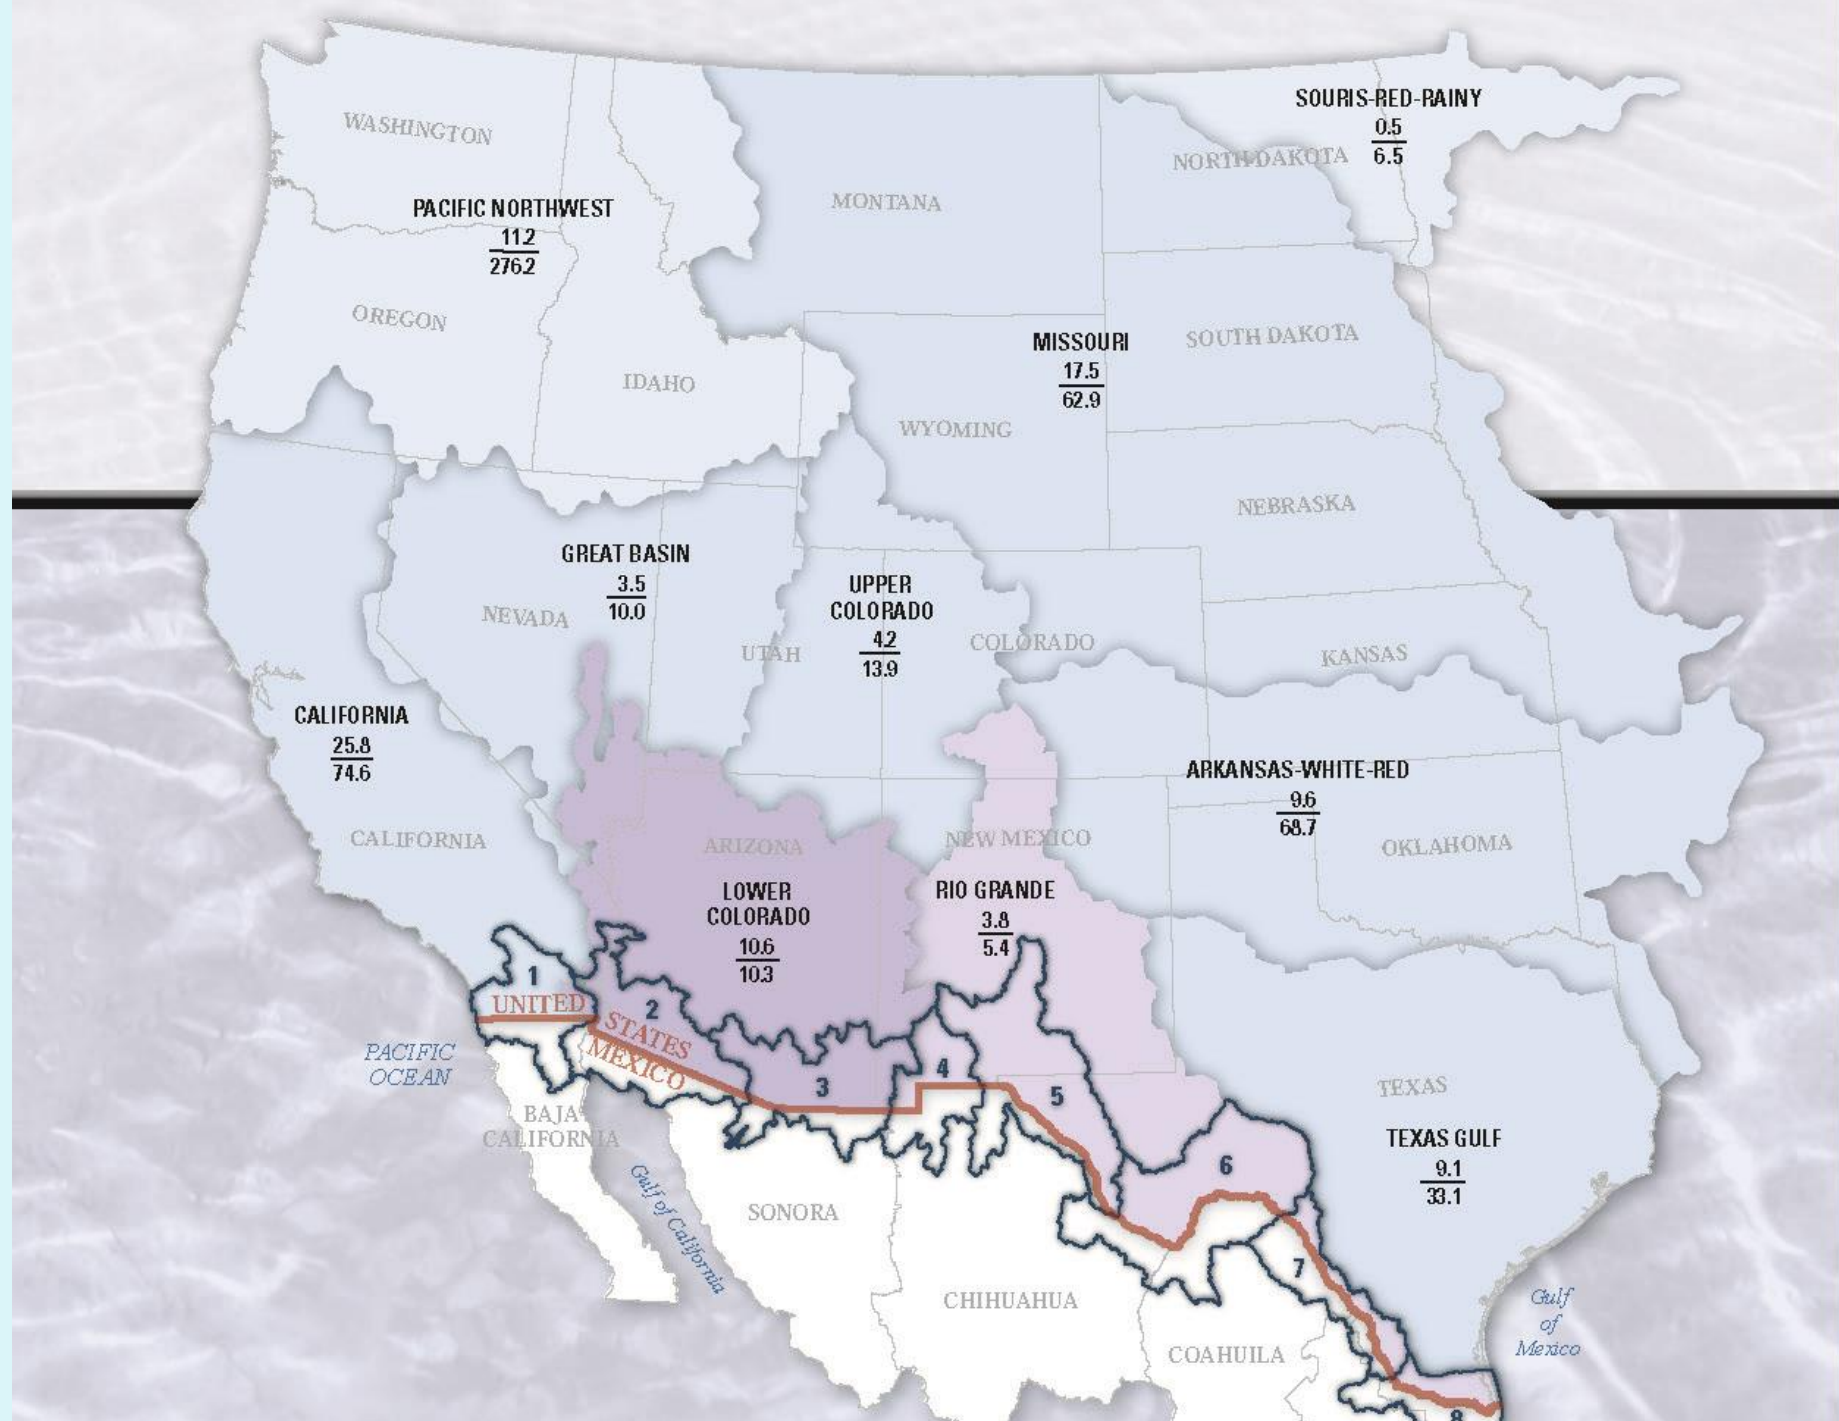 SOURIS-RED-RAINY
0.5
6.5
WASHINGTON
NORTH DAKOTA
MONTANA
PACIFIC NORTHWEST
11.2
276.2
OREGON
MISSOURI
17.5
62.9
SOUTH DAKOTA
IDAHO
WYOMING
NEBRASKA
GREAT BASIN
3.5
10.0
NEVADA
UPPER
COLORADO
4.2
13.9
UTAH
COLORADO
KANSAS
CALIFORNIA
25.8
74.6
CALIFORNIA
ARKANSAS-WHITE-RED
9.6
68.7
OKLAHOMA
ARIZONA
NEW MEXICO
LOWER
COLORADO
10.6
10.3
RIO GRANDE
3.8
5.4
1
UNITED
2
STATES
MEXICO
3
4
5
PACIFIC
OCEAN
BAJA
CALIFORNIA
TEXAS
TEXAS GULF
9.1
33.1
6
Gulf of California
SONORA
7
CHIHUAHUA
COAHUILA
Gulf
of
Mexico
8